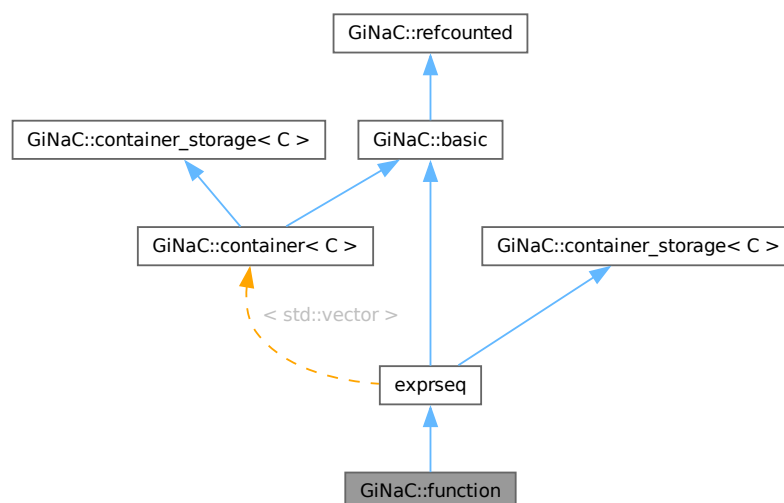 GiNaC::refcounted
GiNaC::container_storage< C >
GiNaC::basic
GiNaC::container< C >
GiNaC::container_storage< C >
< std::vector >
exprseq
GiNaC::function